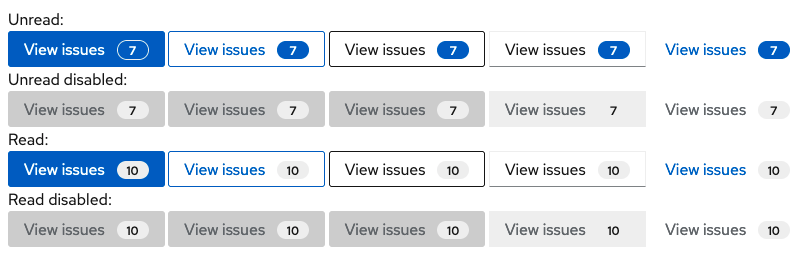 Unread:
View issues 7 View issues 7 View issues 7 View issues 7 View issues 7
Unread disabled:
View issues 7 View issues 7 View issues 7 View issues 7 View issues 7
Read:
View issues 10 View issues 10 View issues 10 View issues 10 View issues 10
Read disabled:
View issues 10 View issues 10 View issues 10 View issues 10 View issues 10